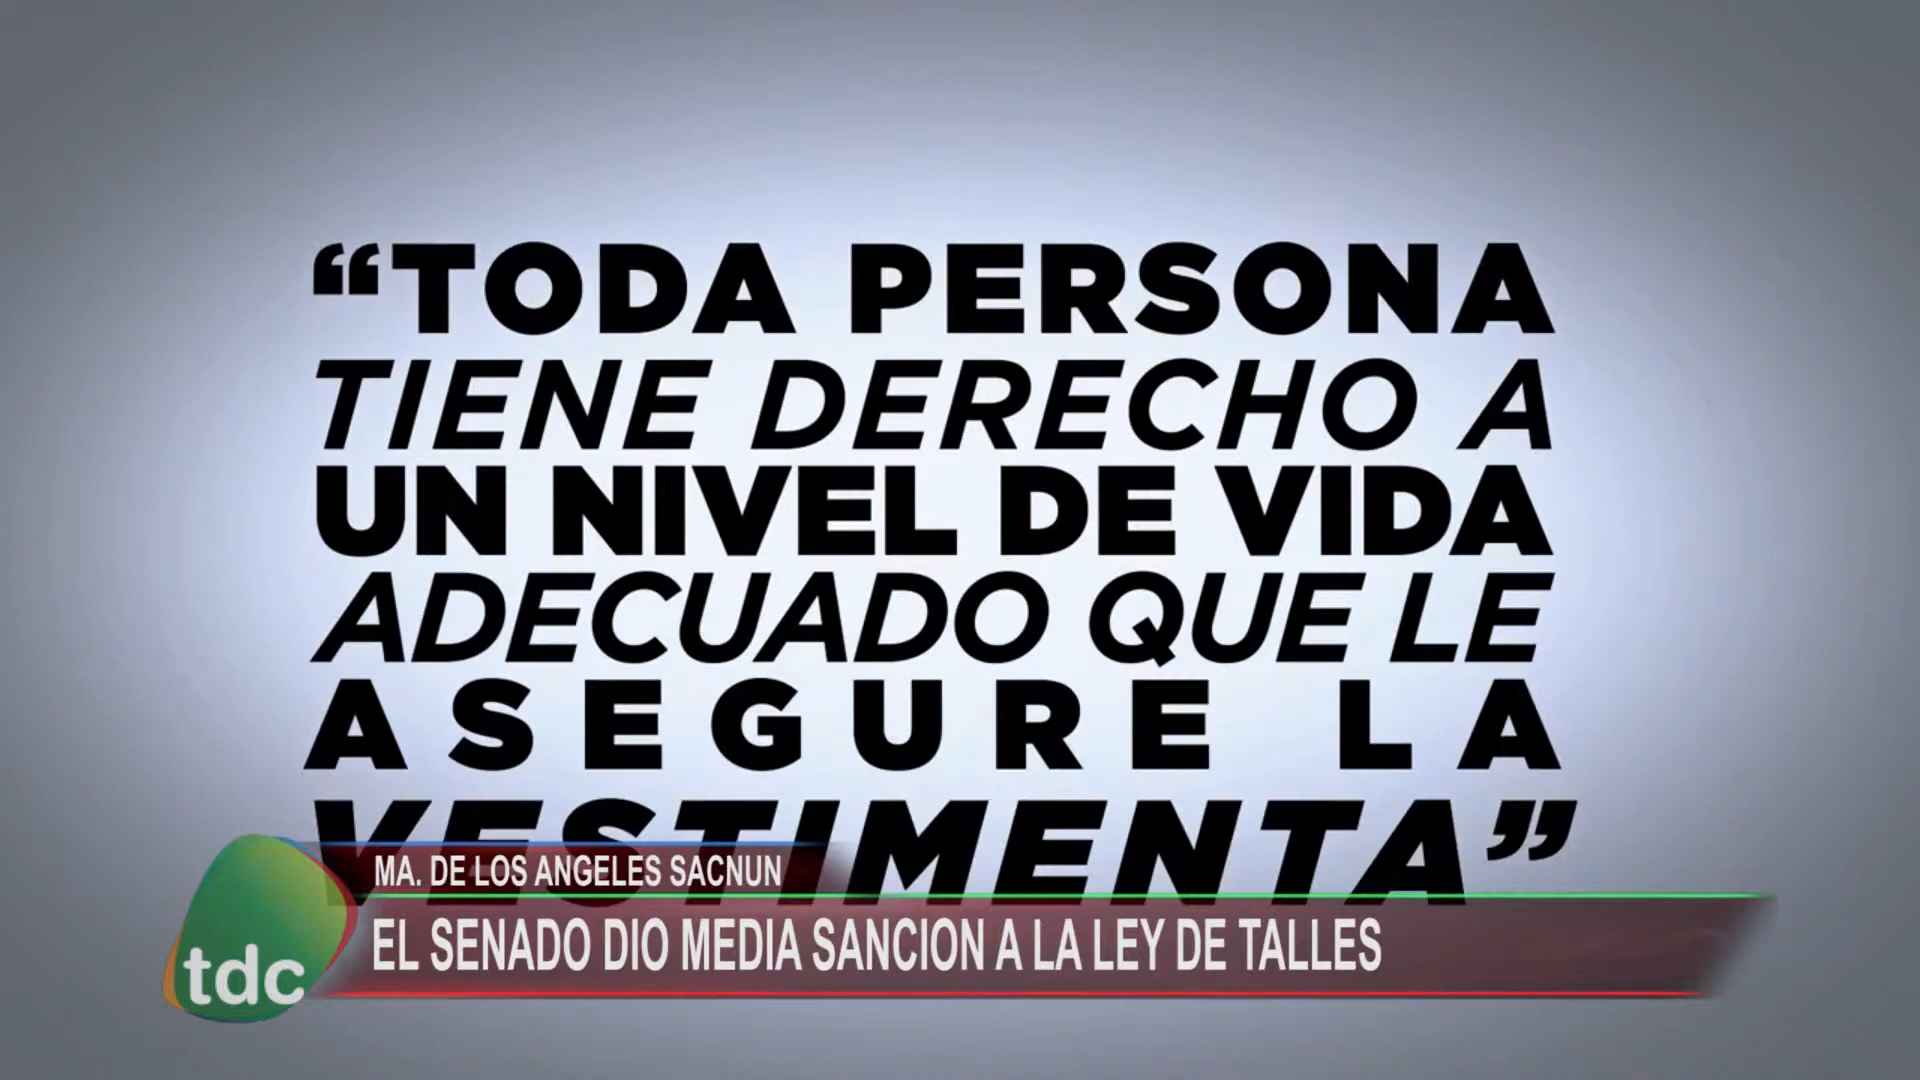 “TODA PERSONA
TIENE DERECHO A
UN NIVEL DE VIDA
ADECUADO QUE LE
ASEGURE LA
VESTIMENTA”
MA. DE LOS ANGELES SACNUN
EL SENADO DIO MEDIA SANCION A LA LEY DE TALLES
tdc